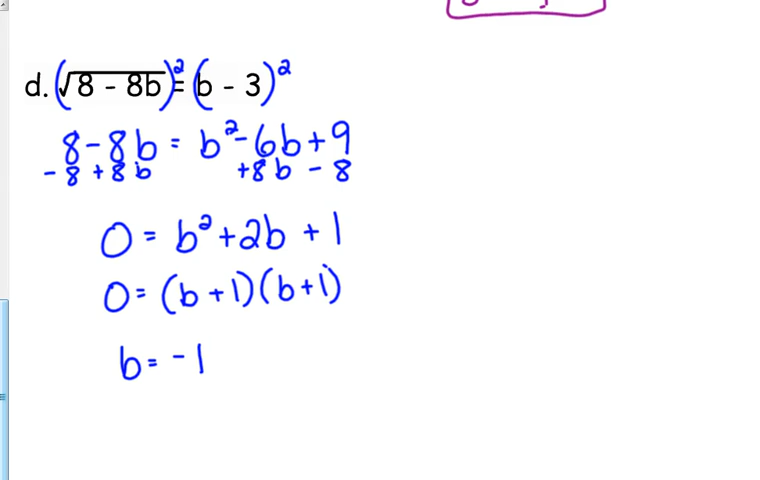 d. (√8 - 8b)² = (b - 3)²
8 - 8b = b² - 6b + 9
- 8 + 8b + 8b - 8
0 = b² + 2b + 1
0 = (b + 1)(b + 1)
b = - 1